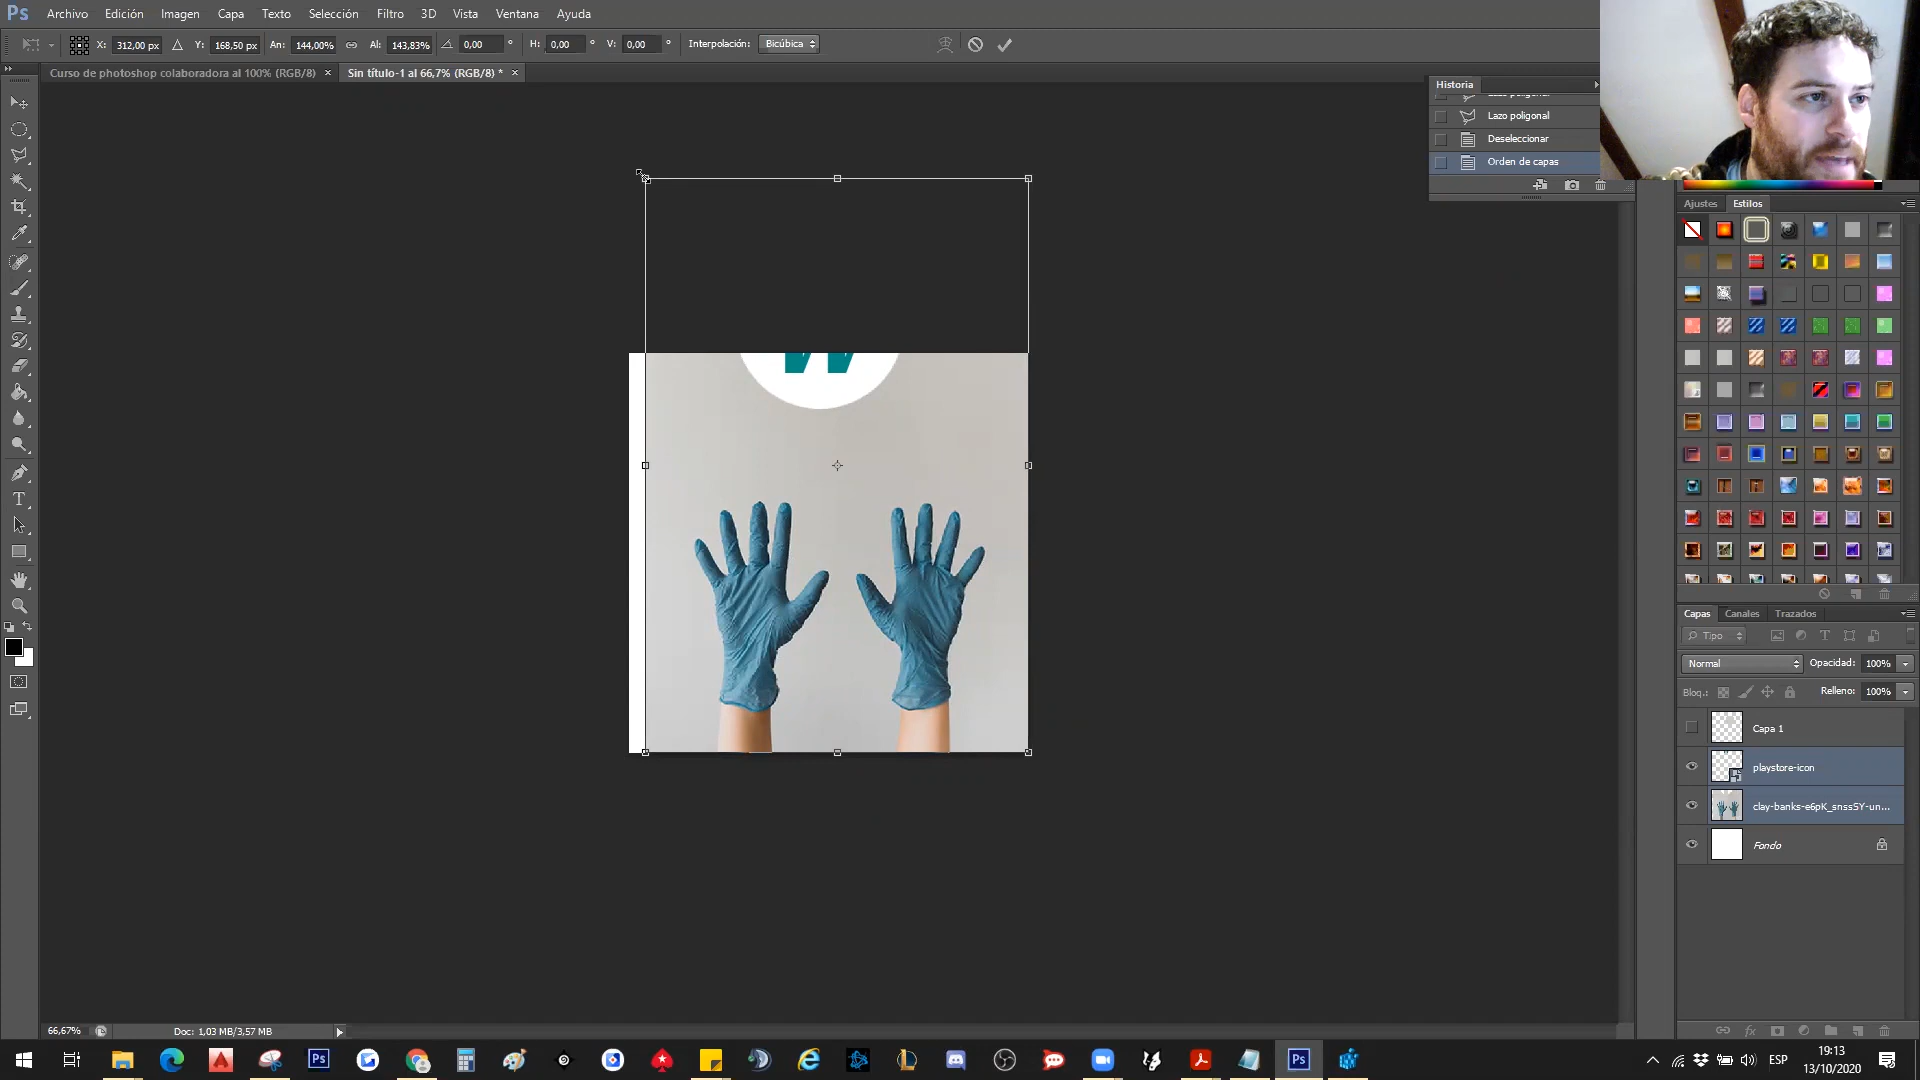 Ps Archivo Edición Imagen Capa Texto Selección Filtro 3D Vista Ventana Ayuda
X: 312,00 px Y: 168,50 px An: 144,00% Al: 143,83% 0,00 ° H: 0,00 ° V: 0,00 ° Interpolación: Bicúbica
Curso de photoshop colaboradora al 100% (RGB/8) × Sin título-1 al 66,7% (RGB/8) * ×
Historia
Lazo poligonal
Lazo poligonal
Deseleccionar
Orden de capas
Ajustes Estilos
W
Capas Canales Trazados
Tipo
Normal Opacidad: 100%
Bloq.: Relleno: 100%
Capa 1
playstore-icon
clay-banks-e6pK_snssSY-un...
Fondo
66,67% Doc: 1,03 MB/3,57 MB
ESP
19:13
13/10/2020